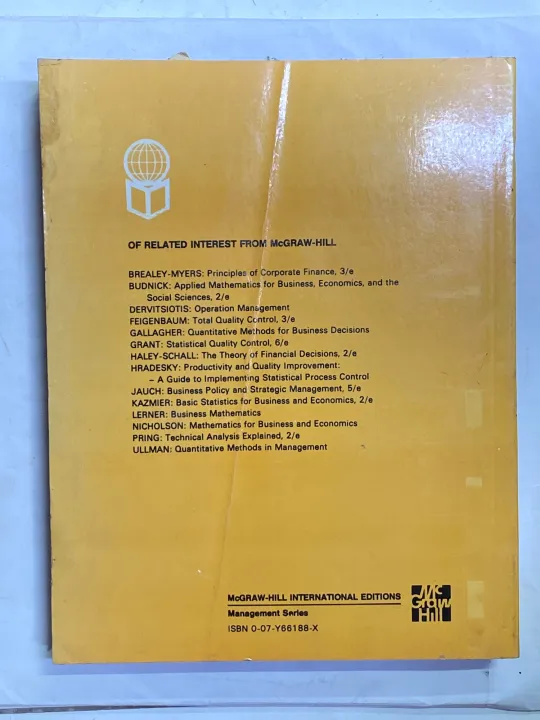 OF RELATED INTEREST FROM McGRAW-HILL
BREALEY-MYERS: Principles of Corporate Finance, 3/e
BUDNICK: Applied Mathematics for Business, Economics, and the
Social Sciences, 2/e
DERVITSIOTIS: Operation Management
FEIGENBAUM: Total Quality Control, 3/e
GALLAGHER: Quantitative Methods for Business Decisions
GRANT: Statistical Quality Control, 6/e
HALEY-SCHALL: The Theory of Financial Decisions, 2/e
HRADESKY: Productivity and Quality Improvement:
– A Guide to Implementing Statistical Process Control
JAUCH: Business Policy and Strategic Management, 5/e
KAZMIER: Basic Statistics for Business and Economics, 2/e
LERNER: Business Mathematics
NICHOLSON: Mathematics for Business and Economics
PRING: Technical Analysis Explained, 2/e
ULLMAN: Quantitative Methods in Management
McGRAW-HILL INTERNATIONAL EDITIONS
Management Series
ISBN 0-07-Y66188-X
Mc
Graw
Hill